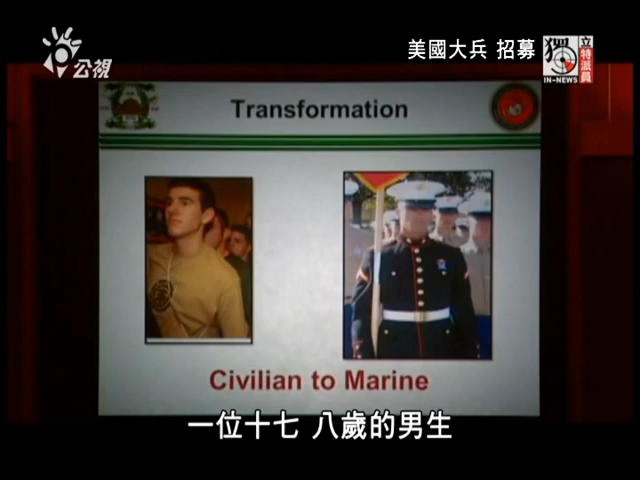 公視
美國大兵 招募
獨
立特派員
IN-NEWS
Transformation
Civilian to Marine
一位十七 八歲的男生